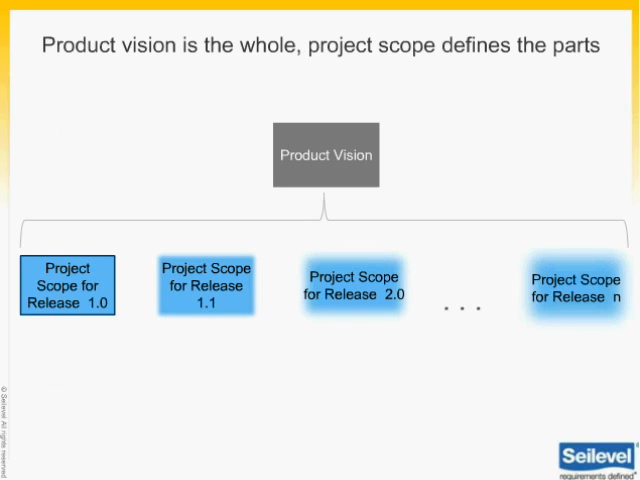 Product vision is the whole, project scope defines the parts
Product Vision
Project
Scope for
Release 1.0
Project Scope
for Release
1.1
Project Scope
for Release 2.0
. . .
Project Scope
for Release n
© Seilevel All rights reserved
Seilevel®
requirements defined®